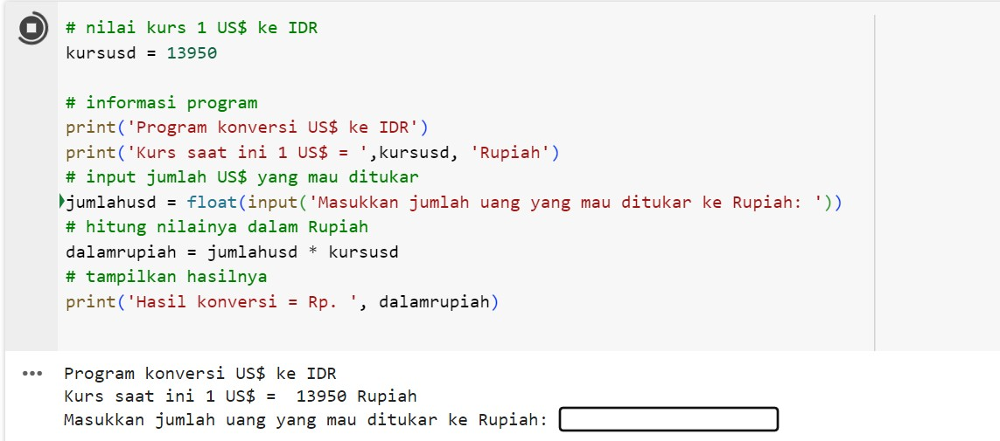 # nilai kurs 1 US$ ke IDR
kursusd = 13950
# informasi program
print('Program konversi US$ ke IDR')
print('Kurs saat ini 1 US$ = ',kursusd, 'Rupiah')
# input jumlah US$ yang mau ditukar
jumlahusd = float(input('Masukkan jumlah uang yang mau ditukar ke Rupiah: '))
# hitung nilainya dalam Rupiah
dalamrupiah = jumlahusd * kursusd
# tampilkan hasilnya
print('Hasil konversi = Rp. ', dalamrupiah)
Program konversi US$ ke IDR
Kurs saat ini 1 US$ =  13950 Rupiah
Masukkan jumlah uang yang mau ditukar ke Rupiah: